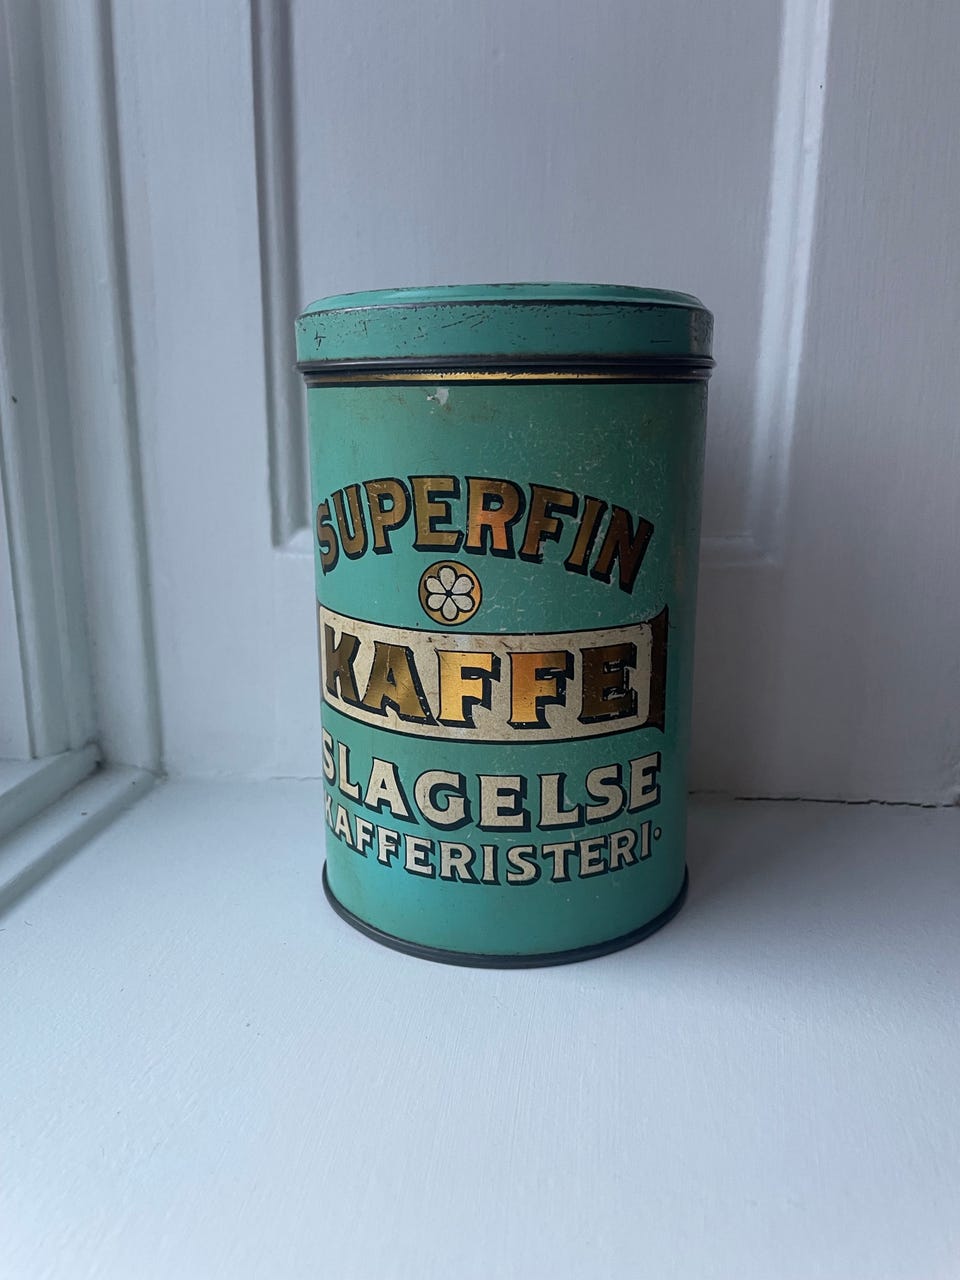 SUPERFIN
KAFFE
SLAGELSE
KAFFERISTERI·